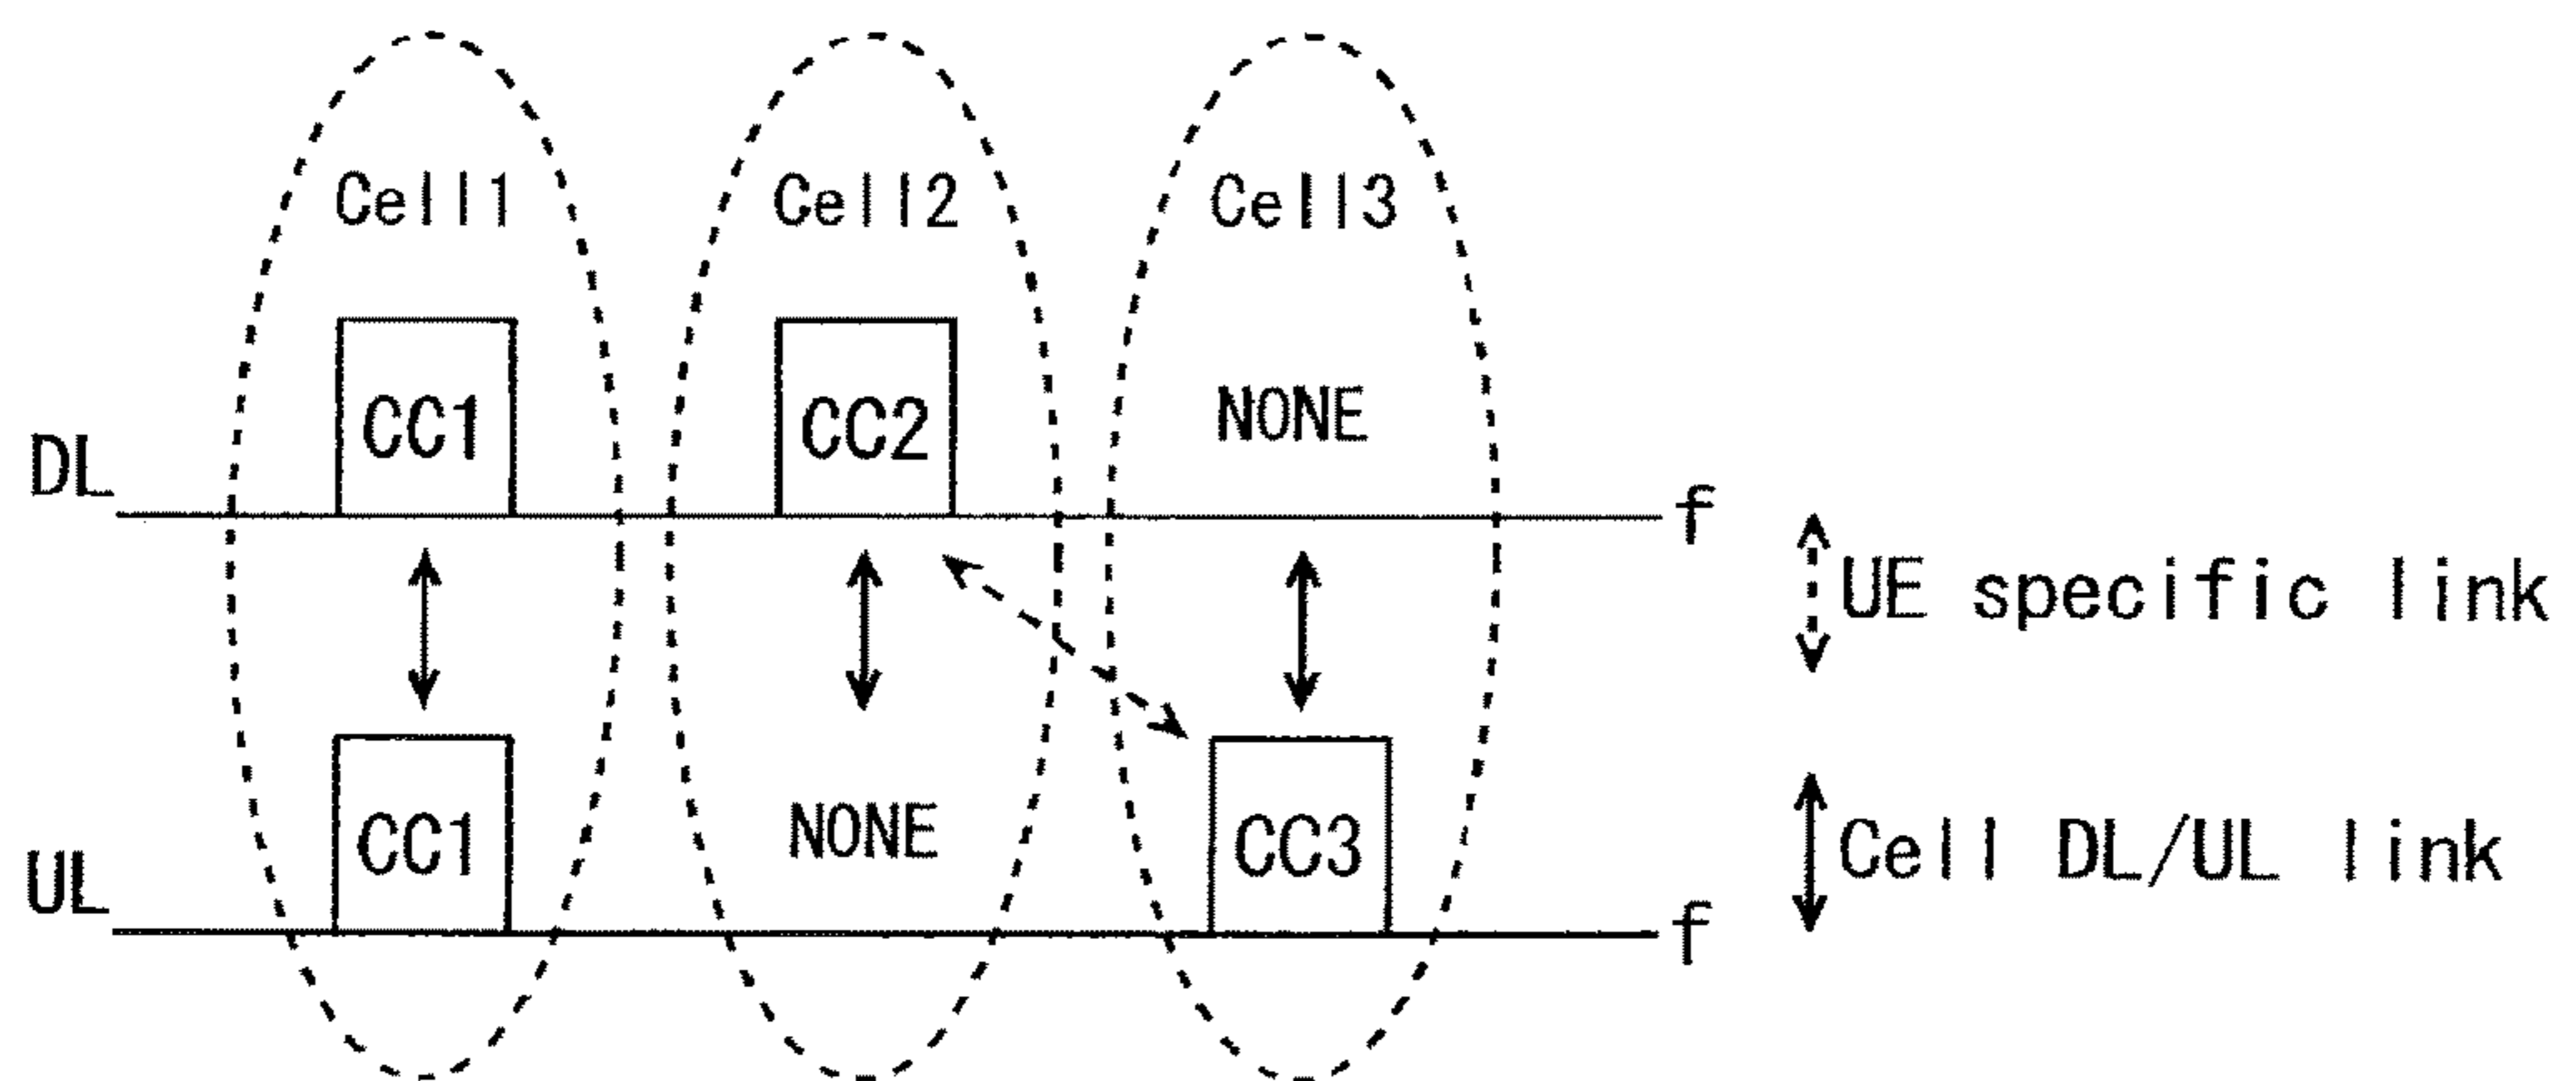 Cell1 Cell2 Cell3
CC1 CC2 NONE
DL f
UE specific link
CC1 NONE CC3
Cell DL/UL link
UL f